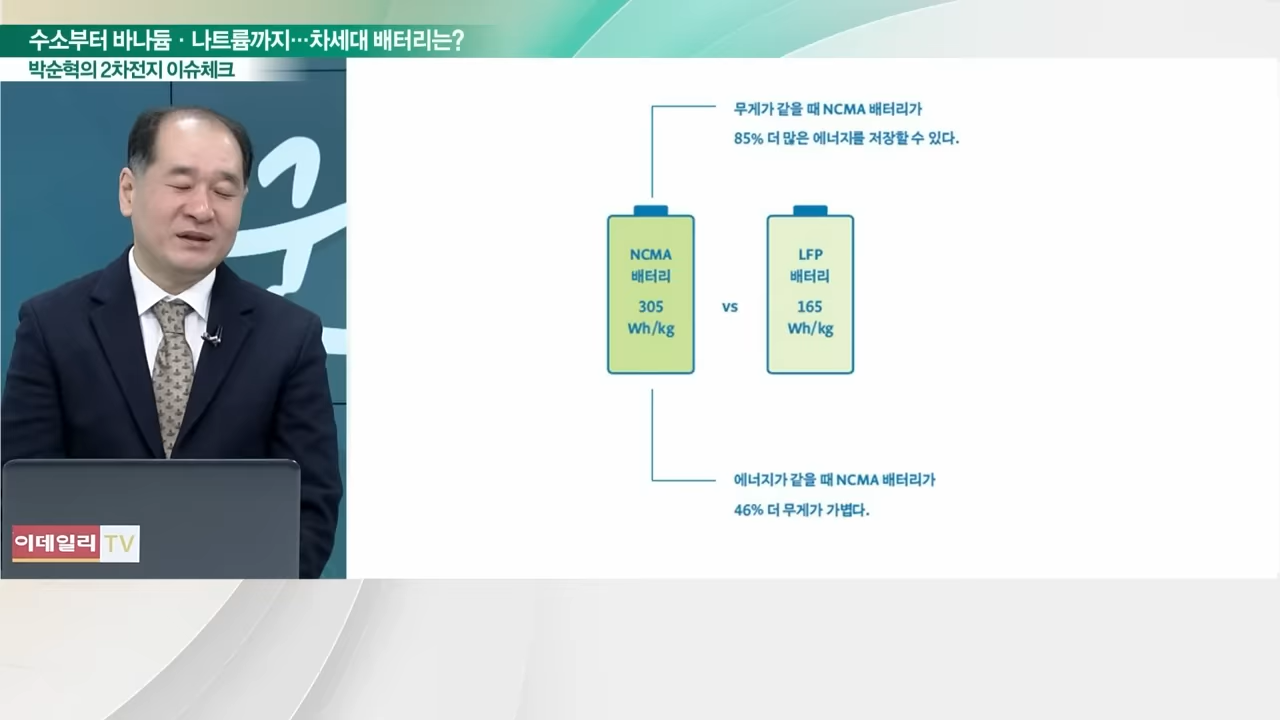 수소부터 바나듐·나트륨까…차세대 배터리는?
박순혁의 2차전지 이슈체크
무게가 같을 때 NCMA 배터리가
85% 더 많은 에너지를 저장할 수 있다.
NCMA
배터리
305
Wh/kg
vs
LFP
배터리
165
Wh/kg
에너지가 같을 때 NCMA 배터리가
46% 더 무게가 가볍다.
이데일리 TV